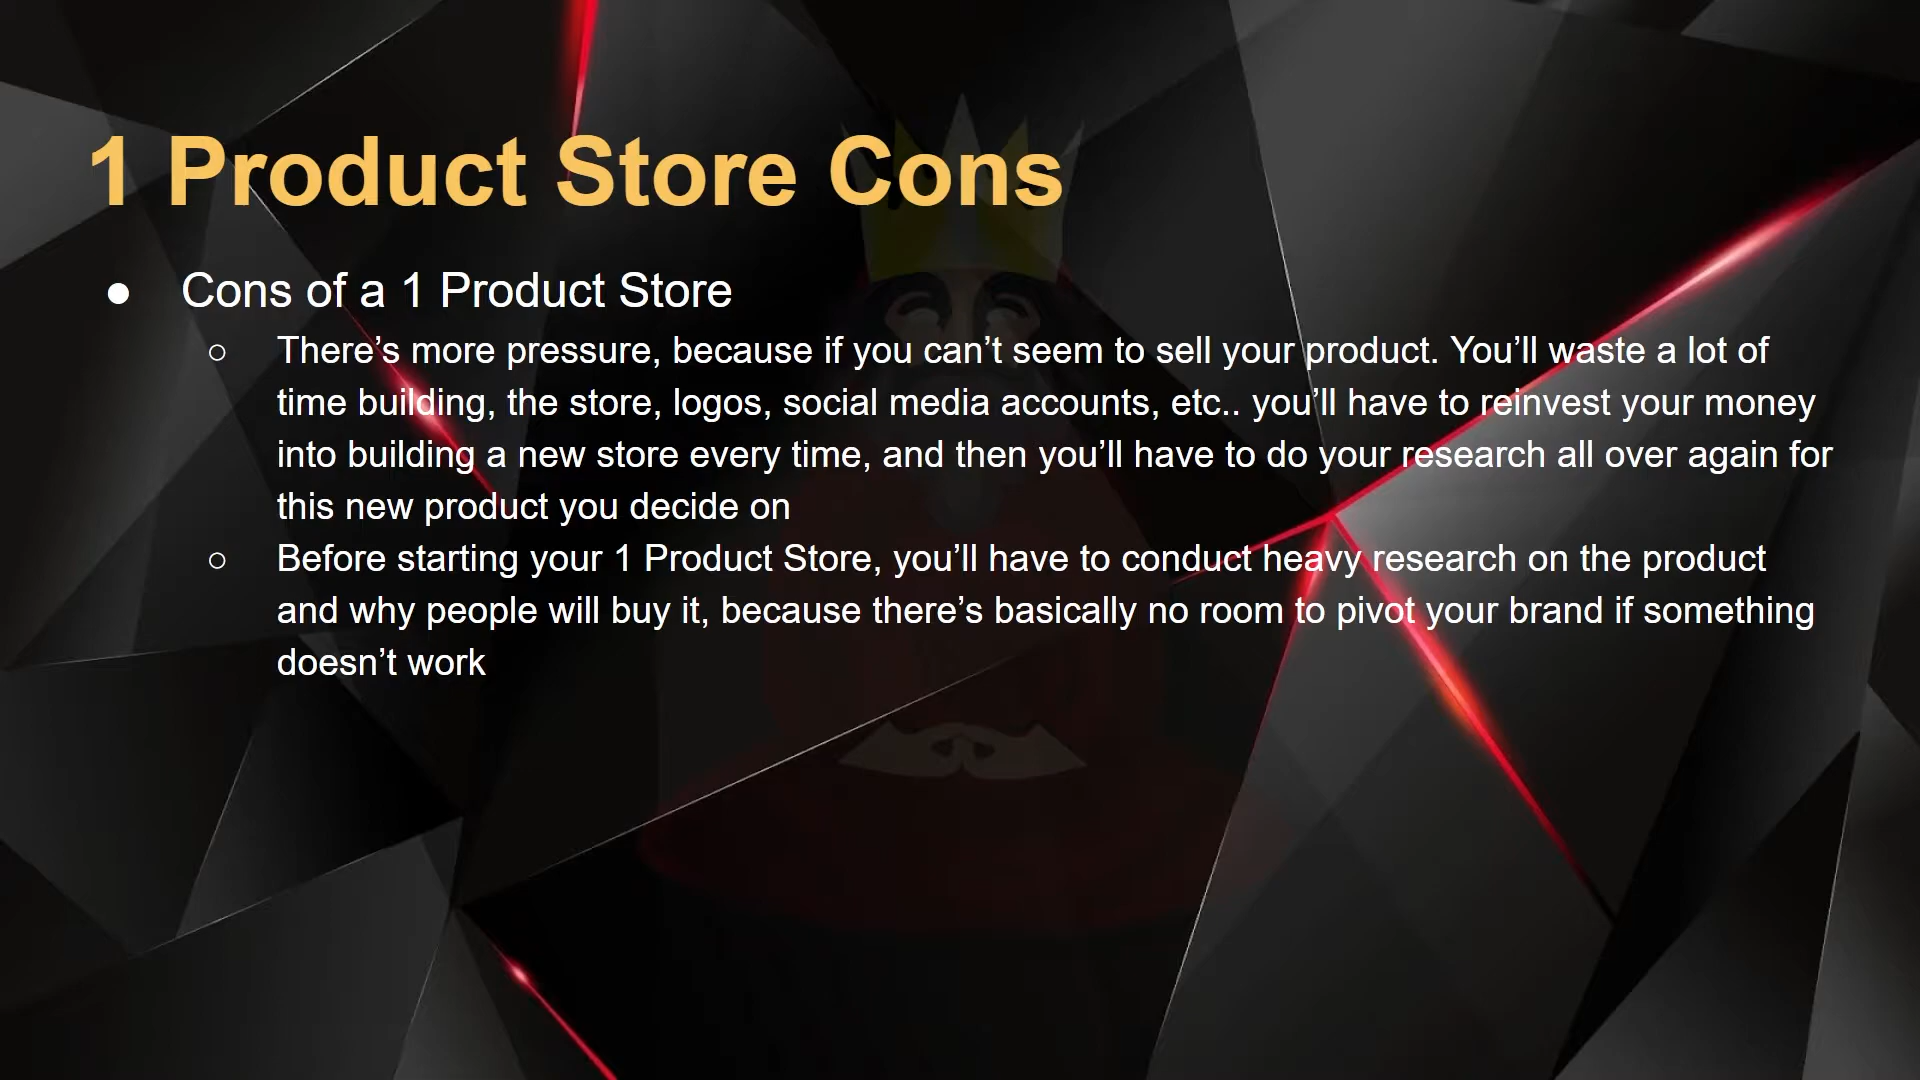 1 Product Store Cons
● Cons of a 1 Product Store
○ There’s more pressure, because if you can’t seem to sell your product. You’ll waste a lot of
time building, the store, logos, social media accounts, etc.. you’ll have to reinvest your money
into building a new store every time, and then you’ll have to do your research all over again for
this new product you decide on
○ Before starting your 1 Product Store, you’ll have to conduct heavy research on the product
and why people will buy it, because there’s basically no room to pivot your brand if something
doesn’t work